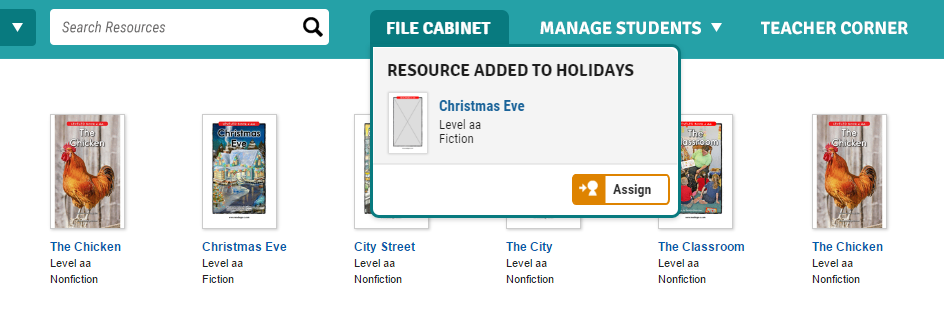 Search Resources
FILE CABINET
MANAGE STUDENTS
TEACHER CORNER
RESOURCE ADDED TO HOLIDAYS
Christmas Eve
Level aa
Fiction
Assign
The
Chicken
Christmas
Eve
The
Classroom
The
Chicken
The Chicken
Level aa
Nonfiction
Christmas Eve
Level aa
Fiction
City Street
Level aa
Nonfiction
The City
Level aa
Nonfiction
The Classroom
Level aa
Nonfiction
The Chicken
Level aa
Nonfiction